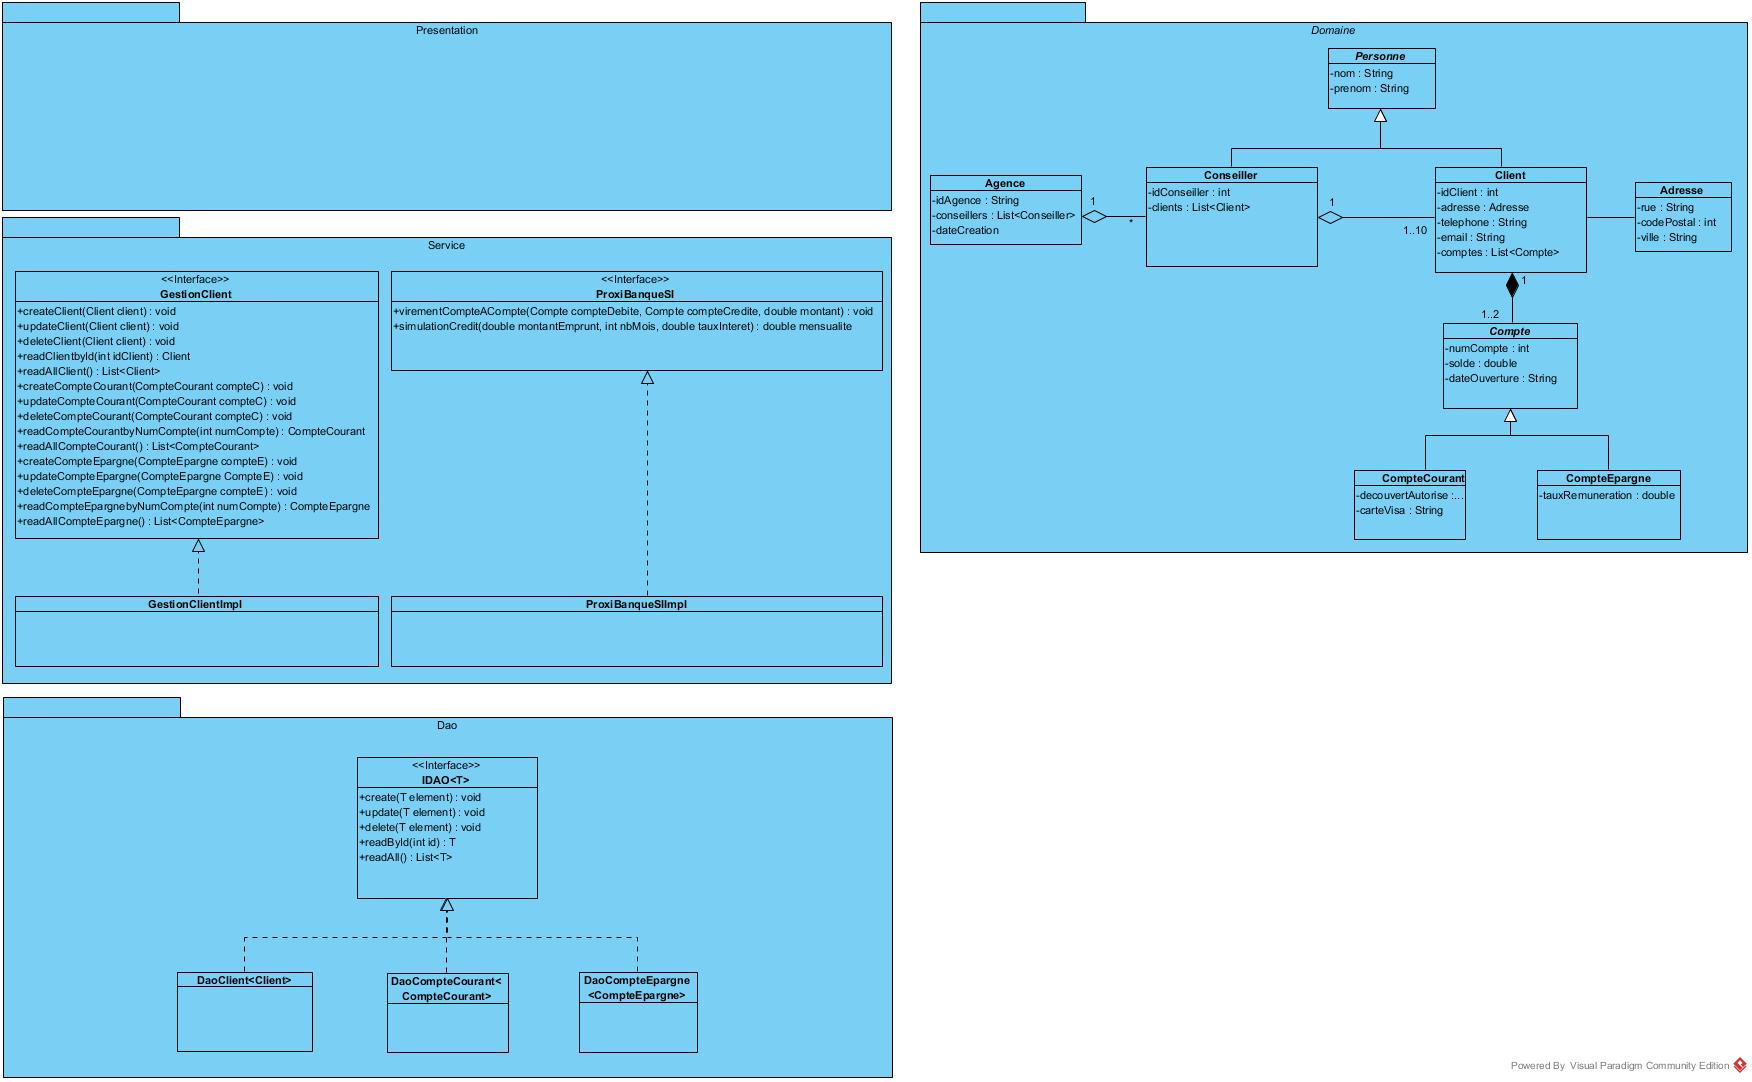 Presentation
Service
<<Interface>>
GestionClient
+createClient(Client client) : void
+updateClient(Client client) : void
+deleteClient(Client client) : void
+readClientbyId(int idClient) : Client
+readAllClient() : List<Client>
+createCompteCourant(CompteCourant compteC) : void
+updateCompteCourant(CompteCourant compteC) : void
+deleteCompteCourant(CompteCourant compteC) : void
+readCompteCourantbyNumCompte(int numCompte) : CompteCourant
+readAllCompteCourant() : List<CompteCourant>
+createCompteEpargne(CompteEpargne compteE) : void
+updateCompteEpargne(CompteEpargne CompteE) : void
+deleteCompteEpargne(CompteEpargne compteE) : void
+readCompteEpargnebyNumCompte(int numCompte) : CompteEpargne
+readAllCompteEpargne() : List<CompteEpargne>
<<Interface>>
ProxiBanqueSI
+virementCompteACompte(Compte compteDebite, Compte compteCredite, double montant) : void
+simulationCredit(double montantEmprunt, int nbMois, double tauxInteret) : double mensualite
GestionClientImpl
ProxiBanqueSIImpl
Dao
<<Interface>>
IDAO<T>
+create(T element) : void
+update(T element) : void
+delete(T element) : void
+readById(int id) : T
+readAll() : List<T>
DaoClient<Client>
DaoCompteCourant<
CompteCourant>
DaoCompteEpargne
<CompteEpargne>
Domaine
Personne
-nom : String
-prenom : String
Agence
-idAgence : String
-conseillers : List<Conseiller>
-dateCreation
1
*
Conseiller
-idConseiller : int
-clients : List<Client>
1
1..10
Client
-idClient : int
-adresse : Adresse
-telephone : String
-email : String
-comptes : List<Compte>
Adresse
-rue : String
-codePostal : int
-ville : String
1
1..2
Compte
-numCompte : int
-solde : double
-dateOuverture : String
CompteCourant
-decouvertAutorise :...
-carteVisa : String
CompteEpargne
-tauxRemuneration : double
Powered By Visual Paradigm Community Edition